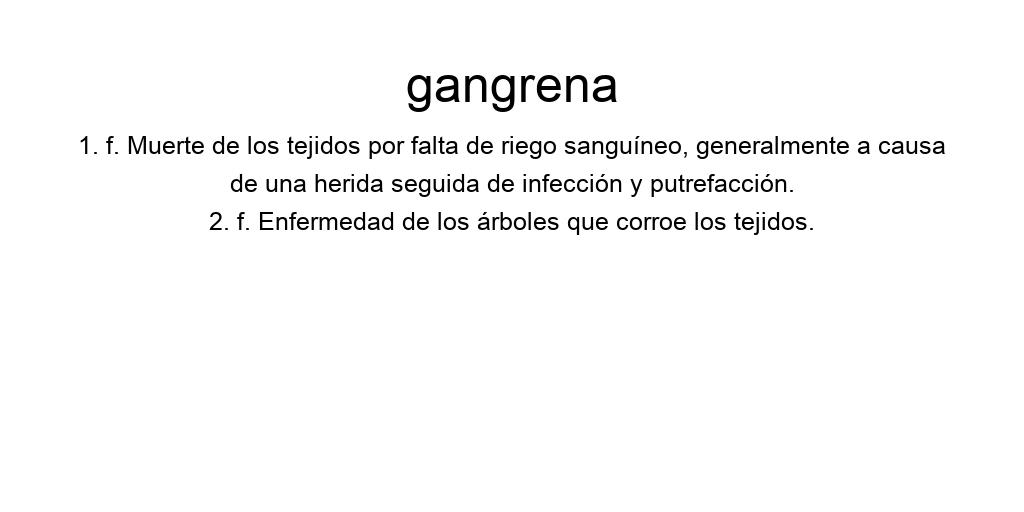 gangrena
1. f. Muerte de los tejidos por falta de riego sanguíneo, generalmente a causa
de una herida seguida de infección y putrefacción.
2. f. Enfermedad de los árboles que corroe los tejidos.